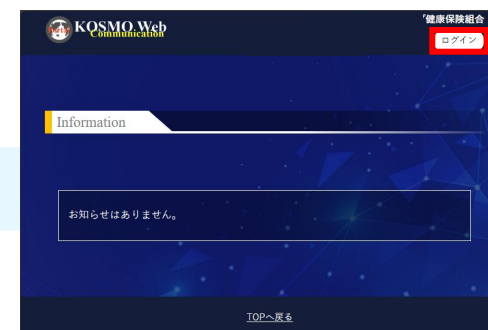 KOSMO Web
Communication
健康保険組合
ログイン
Information
お知らせはありません。
TOPへ戻る